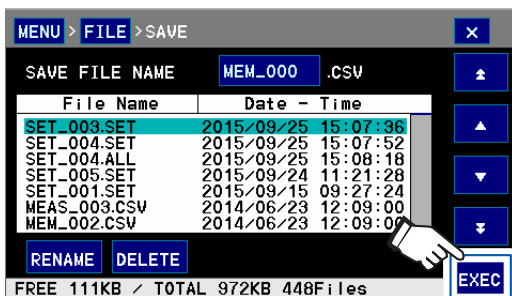 MENU > FILE > SAVE ×
SAVE FILE NAME MEM_000 .CSV
File Name Date - Time
SET_003.SET 2015/09/25 15:07:36
SET_004.SET 2015/09/25 15:07:52
SET_004.ALL 2015/09/25 15:08:18
SET_005.SET 2015/09/24 11:21:28
SET_001.SET 2015/09/15 09:27:24
MEAS_003.CSV 2014/06/23 12:09:00
MEM_002.CSV 2014/06/23 12:09:00
RENAME DELETE EXEC
FREE 111KB / TOTAL 972KB 448Files